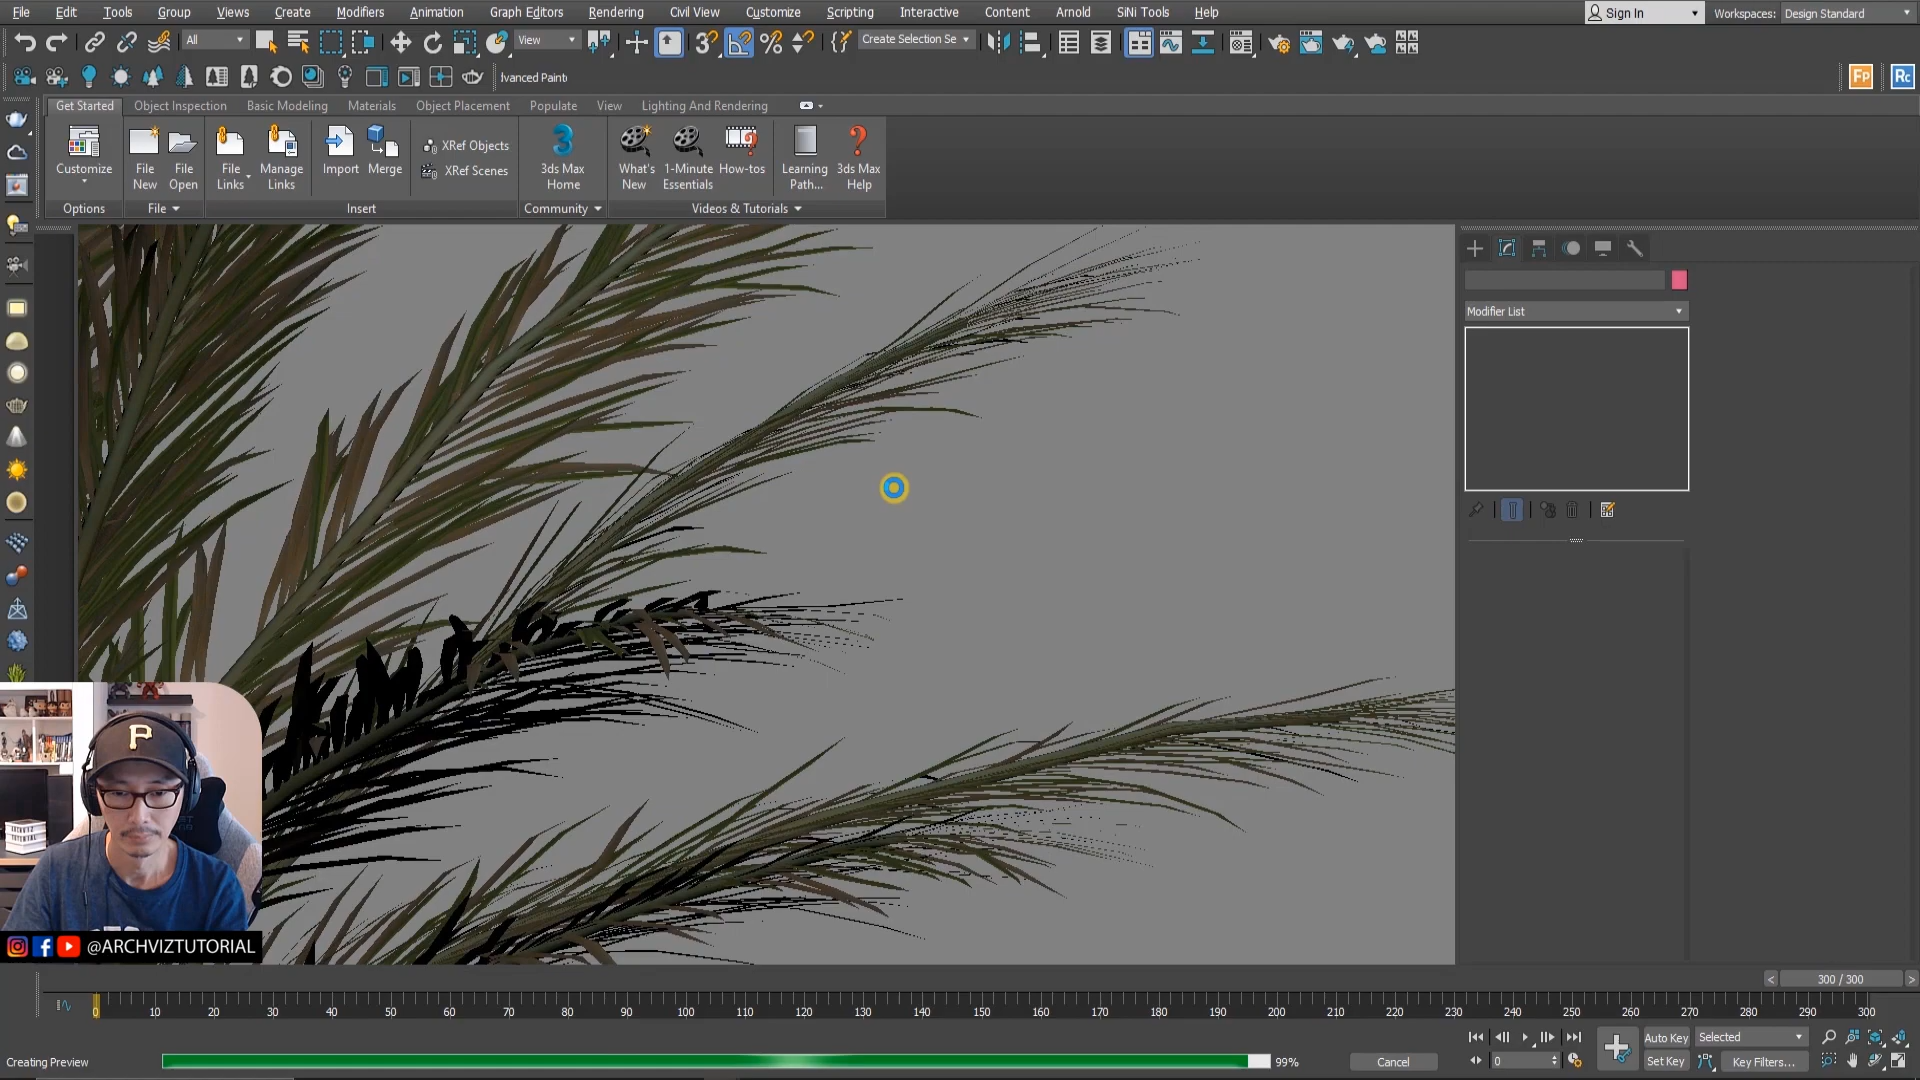 File Edit Tools Group Views Create Modifiers Animation Graph Editors Rendering Civil View Customize Scripting Interactive Content Arnold SiNi Tools Help Sign In Workspaces: Design Standard
All View 3 Create Selection Se
lvanced Paint Fp Rc
Get Started Object Inspection Basic Modeling Materials Object Placement Populate View Lighting And Rendering
Customize
File New
File Open
File Links
Manage Links
Import
Merge
XRef Objects
XRef Scenes
3
3ds Max Home
What's New
1-Minute Essentials
How-tos
Learning Path...
3ds Max Help
Options File Insert Community Videos & Tutorials
Modifier List
P
@ARCHVIZTUTORIAL
< 300 / 300 >
0 10 20 30 40 50 60 70 80 90 100 110 120 130 140 150 160 170 180 190 200 210 220 230 240 250 260 270 280 290 300
Auto Key Selected
Creating Preview 99% Cancel 0 Set Key Key Filters...